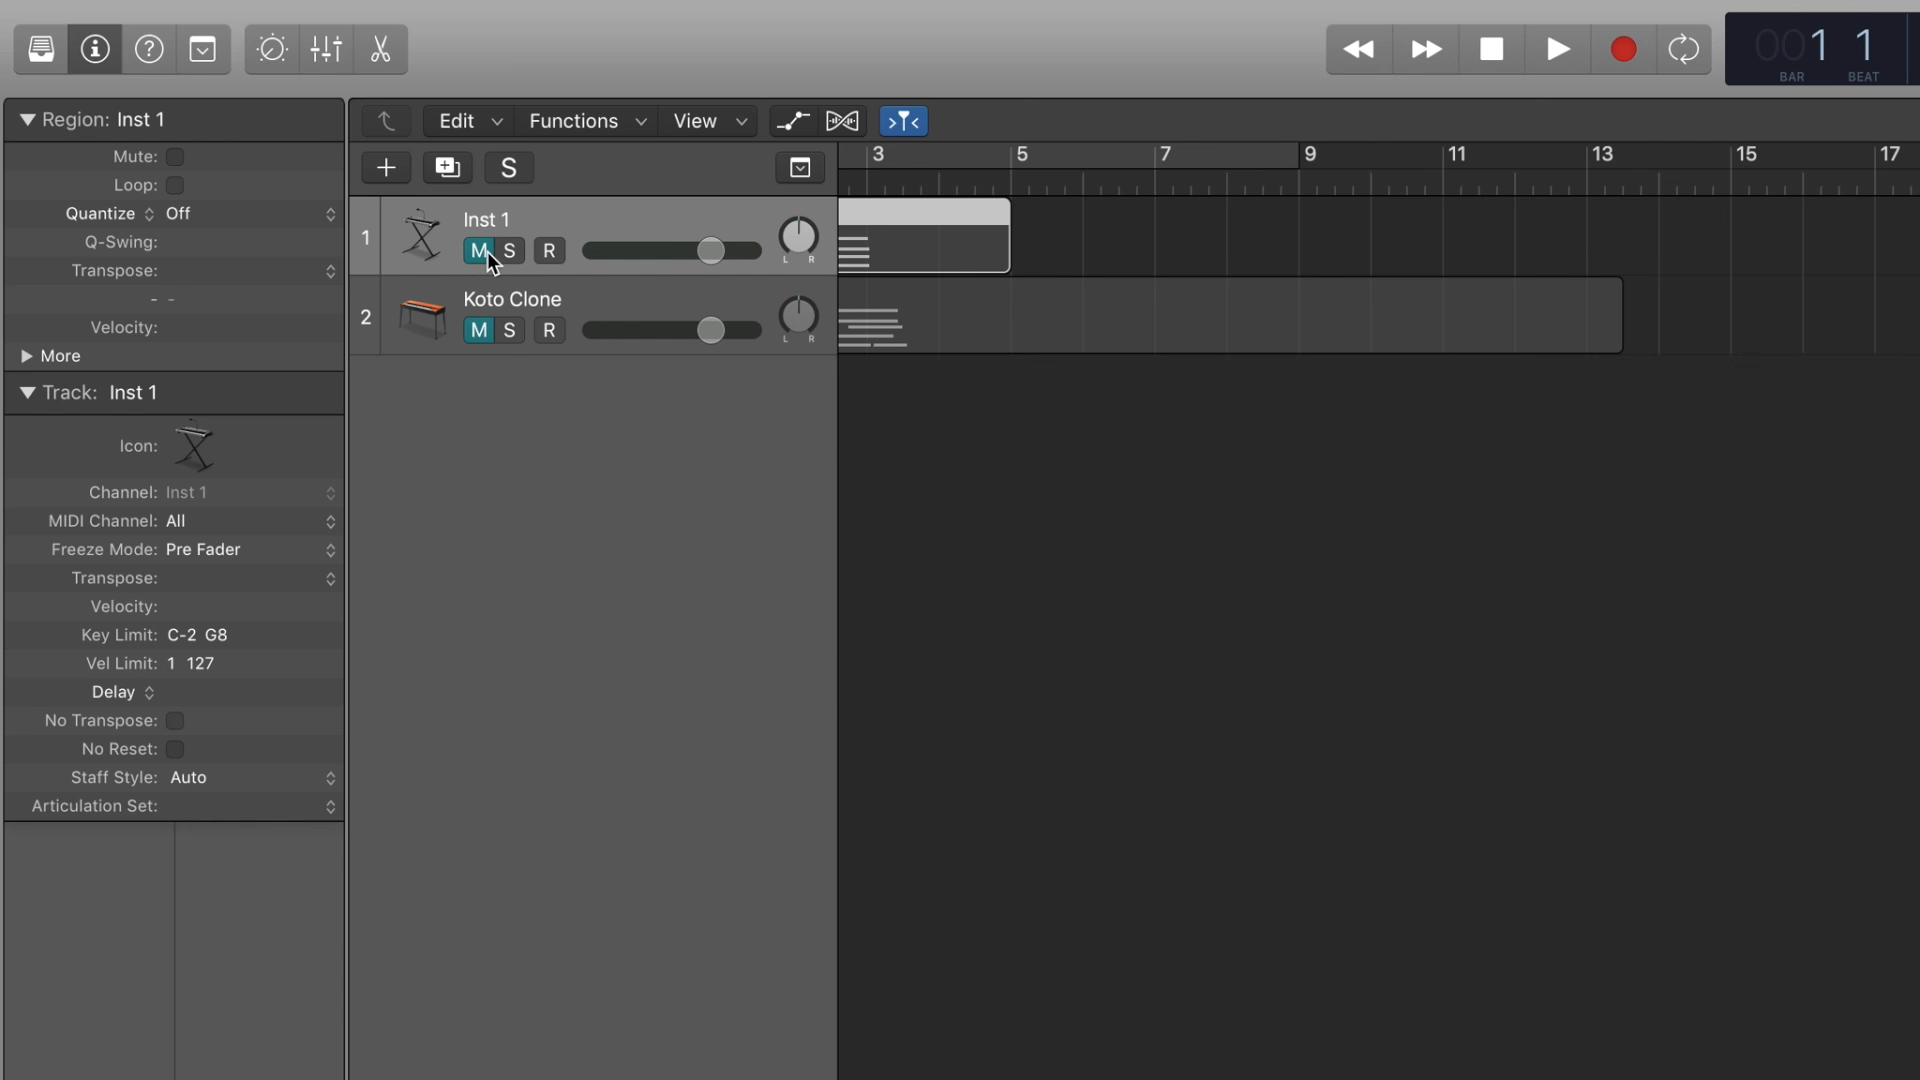 001 1
BAR BEAT
Region: Inst 1
Mute:
Loop:
Quantize Off
Q-Swing:
Transpose:
- -
Velocity:
More
Track: Inst 1
Icon:
Channel: Inst 1
MIDI Channel: All
Freeze Mode: Pre Fader
Transpose:
Velocity:
Key Limit: C-2 G8
Vel Limit: 1 127
Delay
No Transpose:
No Reset:
Staff Style: Auto
Articulation Set:
Edit Functions View
S
3 5 7 9 11 13 15 17
1 Inst 1
M S R
L R
2 Koto Clone
M S R
L R